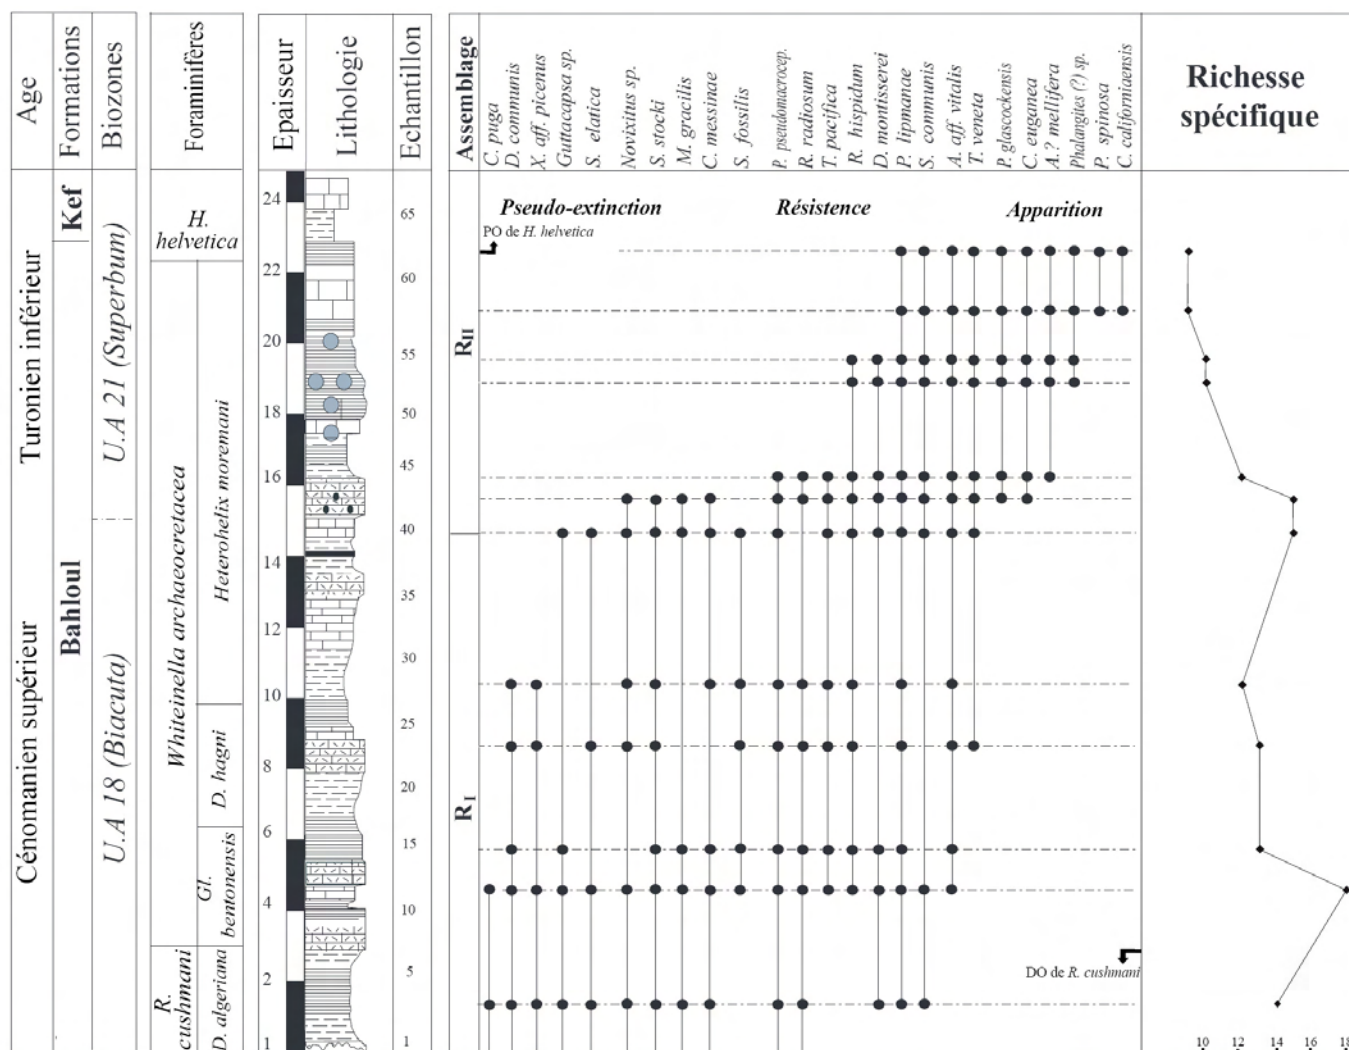 Age
Formations
Biozones
Foraminifères
Epaisseur
Lithologie
Echantillon
Assemblage
C. puga
D. communis
X. aff. picenus
Guttacapsa sp.
S. elatica
Novixitus sp.
S. stocki
M. gracilis
C. messinae
S. fossilis
P. pseudomacrocep.
R. radiosum
T. pacifica
R. hispidum
D. montisserei
P. lipmanae
S. communis
A. aff. vitalis
T. veneta
P. glascockensis
C. euganea
A.? mellifera
Phalangites (?) sp.
P. spinosa
C. californiaensis
Richesse
spécifique
Turonien inférieur
Cénomanien supérieur
Kef
Bahloul
U.A 21 (Superbum)
U.A 18 (Biacuta)
H.
helvetica
Whiteinella archaeocretacea
R.
cushmani
Heterohelix moremani
D. hagni
Gl.
bentonensis
D. algeriana
24
22
20
18
16
14
12
10
8
6
4
2
1
65
60
55
50
45
40
35
30
25
20
15
10
5
1
RII
RI
Pseudo-extinction
Résistence
Apparition
PO de H. helvetica
DO de R. cushmani
10 12 14 16 18